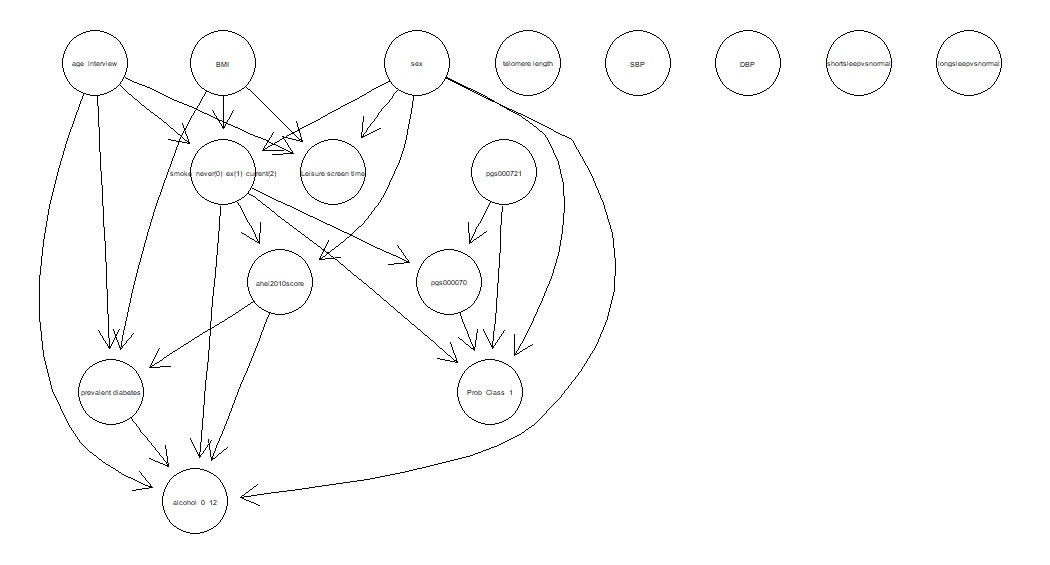 age interview
BMI
sex
telomere length
SBP
DBP
shortsleepvsnormal
longsleepvsnormal
smoke never(0) ex(1) current(2)
Leisure screen time
pgs000721
ahei2010score
pgs000070
prevalent diabetes
Prob Class 1
alcohol 0 12